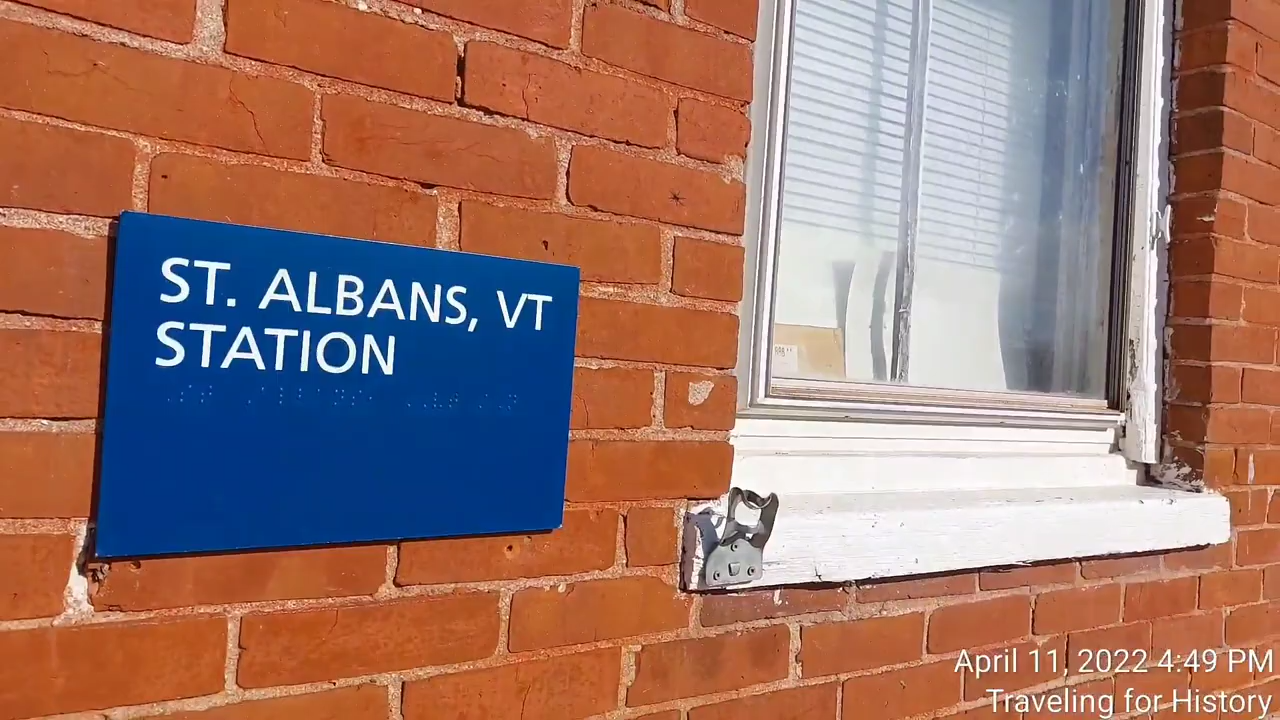 ST. ALBANS, VT
STATION
April 11, 2022 4:49 PM
Traveling for History